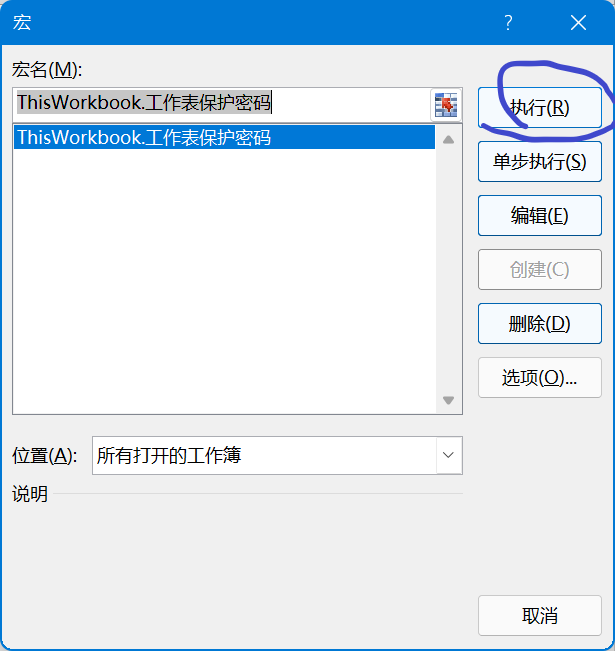 宏
?
宏名(M):
ThisWorkbook.工作表保护密码
执行(R)
ThisWorkbook.工作表保护密码
单步执行(S)
编辑(E)
创建(C)
删除(D)
选项(O)...
位置(A):
所有打开的工作簿
说明
取消